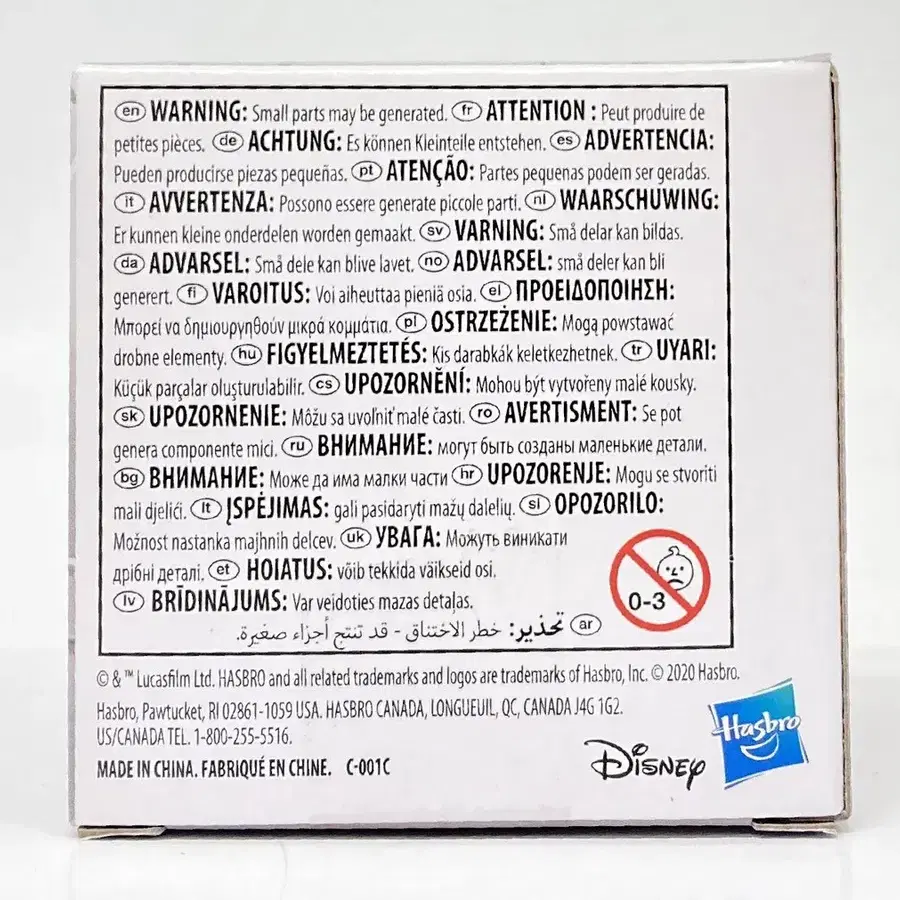 en WARNING: Small parts may be generated. fr ATTENTION : Peut produire de
petites pièces. de ACHTUNG: Es können Kleinteile entstehen. es ADVERTENCIA:
Pueden producirse piezas pequeñas. pt ATENÇÃO: Partes pequenas podem ser geradas.
it AVVERTENZA: Possono essere generate piccole parti. nl WAARSCHUWING:
Er kunnen kleine onderdelen worden gemaakt. sv VARNING: Små delar kan bildas.
da ADVARSEL: Små dele kan blive lavet. no ADVARSEL: små deler kan bli
generert. fi VAROITUS: Voi aiheuttaa pieniä osia. el ΠΡΟΕΙΔΟΠΟΙΗΣΗ:
Μπορεί να δημιουργηθούν μικρά κομμάτια. pl OSTRZEŻENIE: Mogą powstawać
drobne elementy. hu FIGYELMEZTETÉS: Kis darabkák keletkezhetnek. tr UYARI:
Küçük parçalar oluşturulabilir. cs UPOZORNĚNÍ: Mohou být vytvořeny malé kousky.
sk UPOZORNENIE: Môžu sa uvoľniť malé časti. ro AVERTISMENT: Se pot
genera componente mici. ru ВНИМАНИЕ: могут быть созданы маленькие детали.
bg ВНИМАНИЕ: Може да има малки части hr UPOZORENJE: Mogu se stvoriti
mali djelići. lt ĮSPĖJIMAS: gali pasidaryti mažų dalelių. sl OPOZORILO:
Možnost nastanka majhnih delcev. uk УВАГА: Можуть виникати
дрібні деталі. et HOIATUS: võib tekkida väikseid osi.
lv BRĪDINĀJUMS: Var veidoties mazas detaļas.
ar تحذير: خطر الاختناق - قد تنتج أجزاء صغيرة.
0-3
© & ™ Lucasfilm Ltd. HASBRO and all related trademarks and logos are trademarks of Hasbro, Inc. © 2020 Hasbro.
Hasbro, Pawtucket, RI 02861-1059 USA. HASBRO CANADA, LONGUEUIL, QC, CANADA J4G 1G2.
US/CANADA TEL. 1-800-255-5516.
MADE IN CHINA. FABRIQUÉ EN CHINE. C-001C
Disney
Hasbro